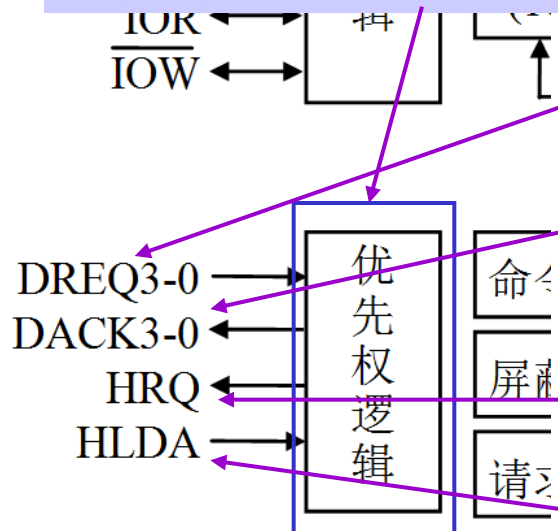 IOR
辑
IOW
DREQ3-0
DACK3-0
HRQ
HLDA
优先权逻辑
命令
屏蔽
请求